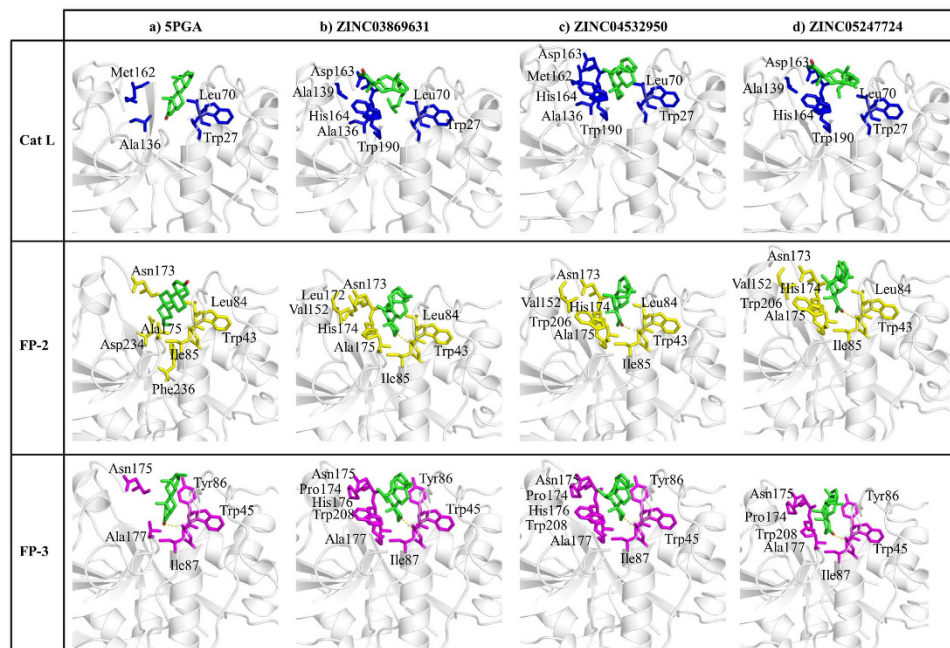 a) 5PGA b) ZINC03869631 c) ZINC04532950 d) ZINC05247724
Cat L
Met162
Leu70
Ala136
Trp27
Asp163
Ala139
Leu70
His164
Ala136
Trp27
Trp190
Asp163
Met162
Leu70
His164
Ala136
Trp27
Trp190
Asp163
Ala139
Leu70
His164
Trp27
Trp190
FP-2
Asn173
Leu84
Ala175
Asp234
Trp43
Ile85
Phe236
Asn173
Leu172
Val152
Leu84
His174
Ala175
Trp43
Ile85
Asn173
Val152
His174
Leu84
Trp206
Ala175
Trp43
Ile85
Asn173
Val152
His174
Leu84
Trp206
Ala175
Trp43
Ile85
FP-3
Asn175
Tyr86
Trp45
Ala177
Ile87
Asn175
Tyr86
Pro174
His176
Trp45
Trp208
Ala177
Ile87
Asn175
Tyr86
Pro174
His176
Trp45
Trp208
Ala177
Ile87
Asn175
Tyr86
Pro174
Trp208
Trp45
Ala177
Ile87